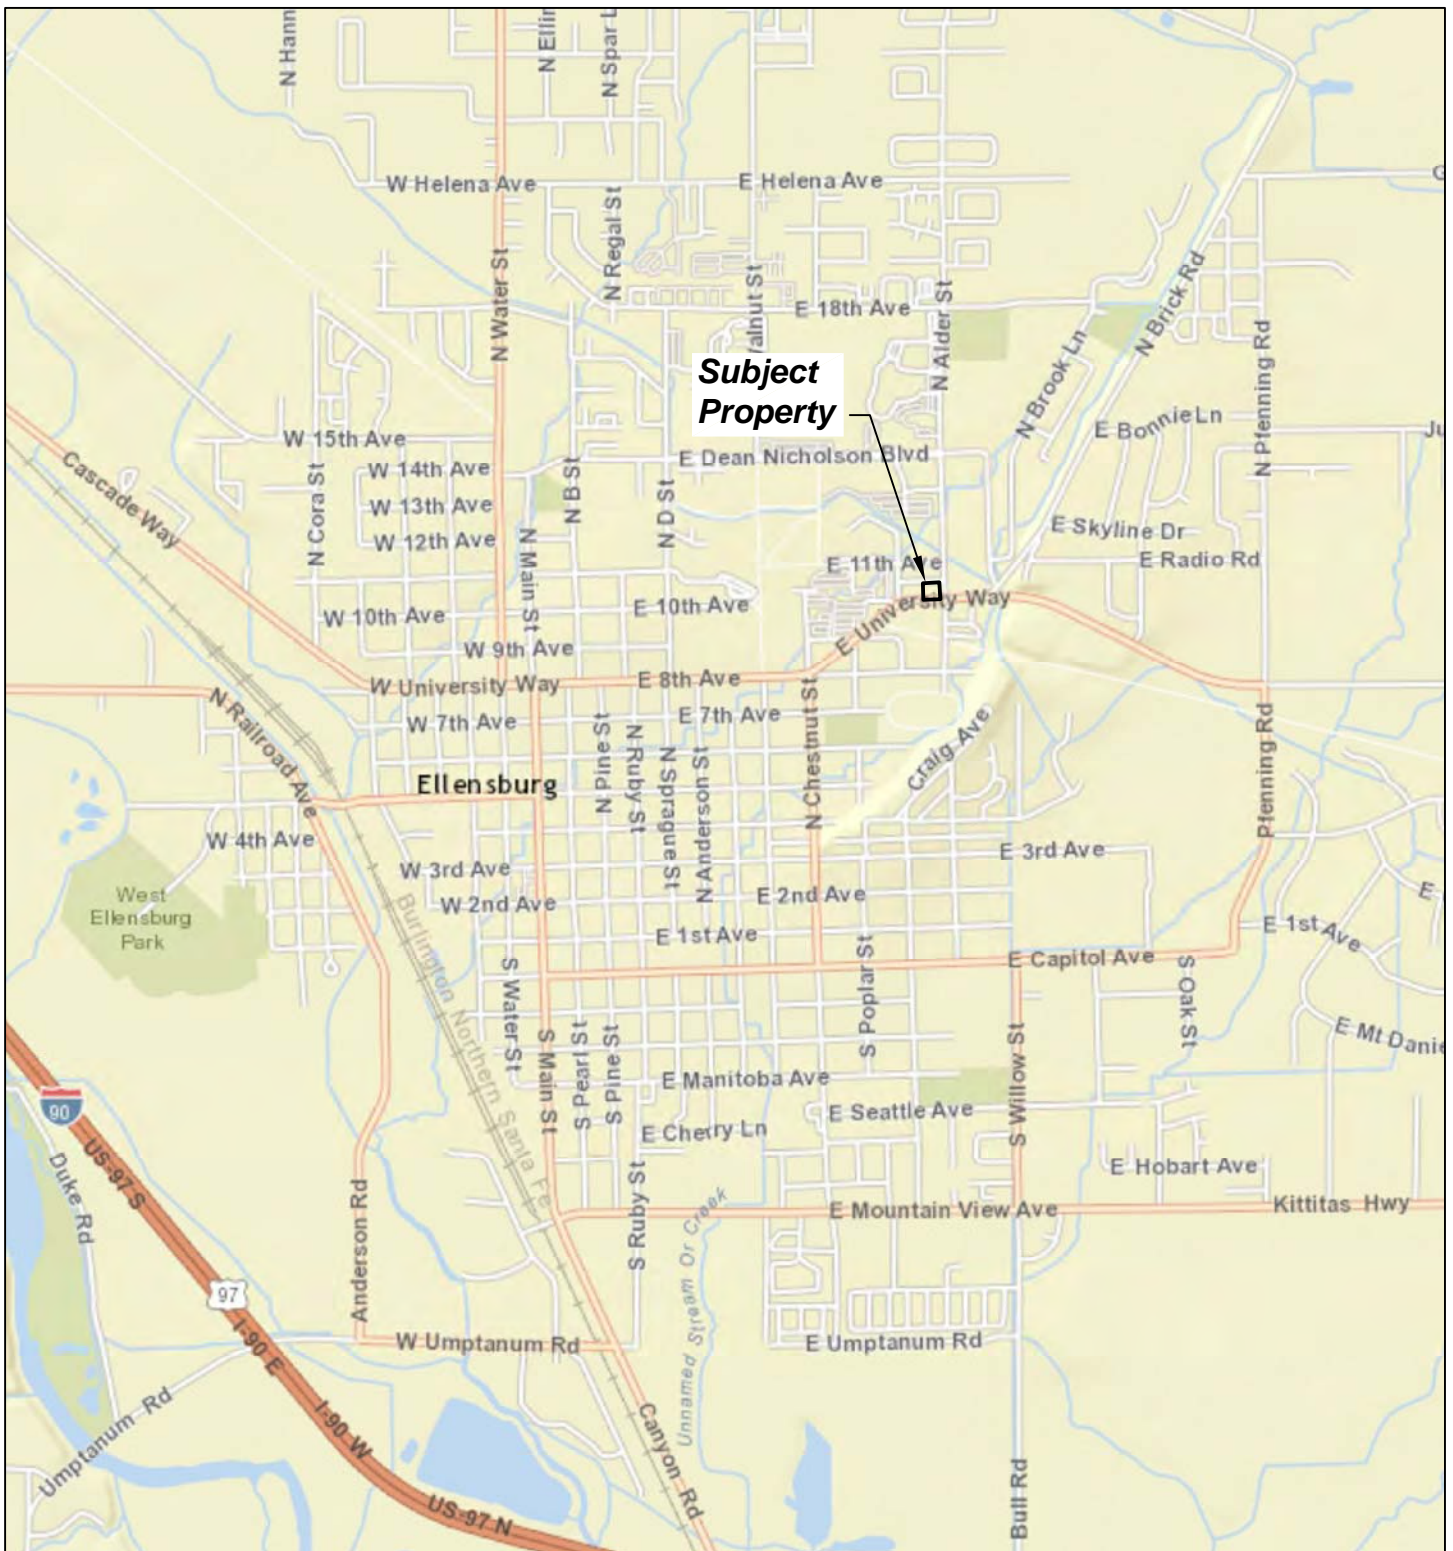 N Hann
N Ellin
N Spar L
W Helena Ave
E Helena Ave
G
N Regal St
N Water St
alnut St
E 18th Ave
N Alder St
N Brick Rd
Subject
Property
N Brook Ln
N Pfenning Rd
E Bonnie Ln
Ju
W 15th Ave
Cascade Way
N Cora St
W 14th Ave
N B St
E Dean Nicholson Blvd
W 13th Ave
N D St
W 12th Ave
N Main St
E Skyline Dr
E Radio Rd
E 11th Ave
W 10th Ave
E 10th Ave
E University Way
W 9th Ave
W University Way
E 8th Ave
N Railroad Ave
W 7th Ave
E 7th Ave
N Pine St
N Ruby St
N Sprague St
N Anderson St
N Chestnut St
Craig Ave
Pfenning Rd
Ellensburg
W 4th Ave
W 3rd Ave
E 3rd Ave
West
Ellensburg
Park
W 2nd Ave
E 2nd Ave
E
Burlington Northern Santa Fe
E 1st Ave
E 1st Ave
S Water St
S Poplar St
E Capitol Ave
S Oak St
S Main St
S Pearl St
S Pine St
S Willow St
E Mt Danie
E Manitoba Ave
90
E Seattle Ave
E Cherry Ln
US-97 S
Duke Rd
E Hobart Ave
Anderson Rd
S Ruby St
Unnamed Stream Or Creek
E Mountain View Ave
Kittitas Hwy
97
I-90 E
W Umptanum Rd
E Umptanum Rd
Umptanum Rd
I-90 W
Canyon Rd
US-97 N
Bull Rd